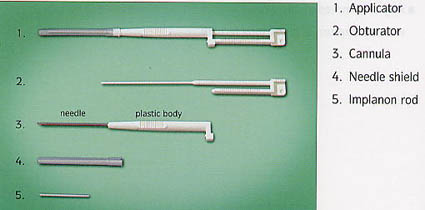 1.
2.
needle plastic body
3.
4.
5.
1. Applicator
2. Obturator
3. Cannula
4. Needle shield
5. Implanon rod